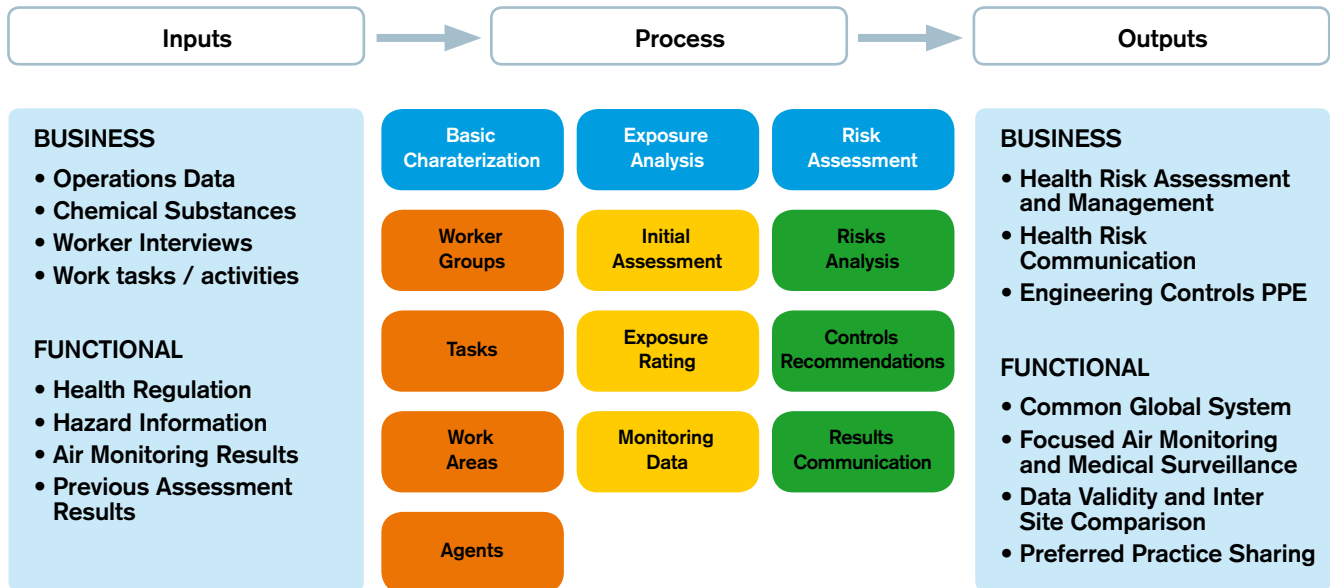 Inputs
Process
Outputs
BUSINESS
• Operations Data
• Chemical Substances
• Worker Interviews
• Work tasks / activities
FUNCTIONAL
• Health Regulation
• Hazard Information
• Air Monitoring Results
• Previous Assessment
Results
Basic
Charaterization
Worker
Groups
Tasks
Work
Areas
Agents
Exposure
Analysis
Initial
Assessment
Exposure
Rating
Monitoring
Data
Risk
Assessment
Risks
Analysis
Controls
Recommendations
Results
Communication
BUSINESS
• Health Risk Assessment
and Management
• Health Risk
Communication
• Engineering Controls PPE
FUNCTIONAL
• Common Global System
• Focused Air Monitoring
and Medical Surveillance
• Data Validity and Inter
Site Comparison
• Preferred Practice Sharing